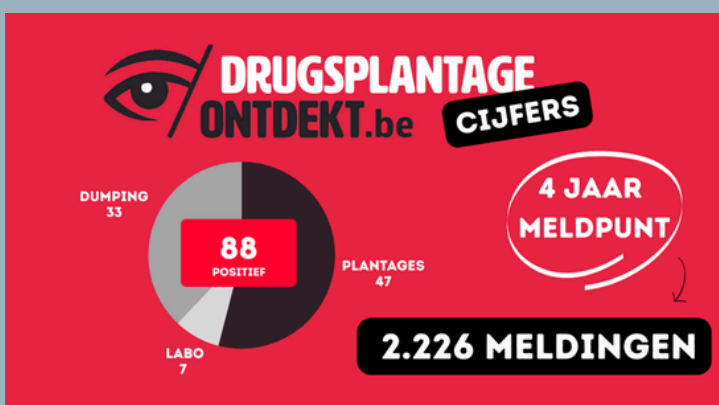 DRUGSPLANTAGE
ONTDEKT.be
CIJFERS
DUMPING
33
88
POSITIEF
PLANTAGES
47
LABO
7
4 JAAR
MELDPUNT
2.226 MELDINGEN